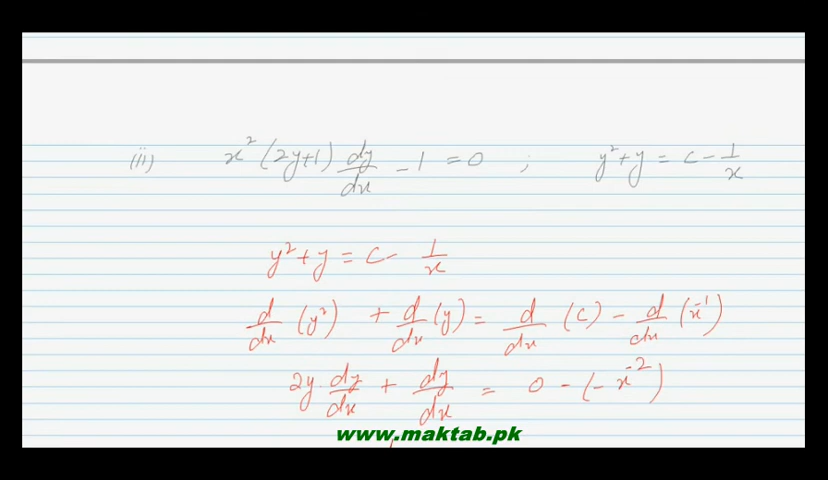 (ii) x²(2y+1) dy/dx - 1 = 0 ; y²+y = c - 1/x
y²+y = c - 1/x
d/dx (y²) + d/dx (y) = d/dx (c) - d/dx (x⁻¹)
2y dy/dx + dy/dx = 0 - (-x⁻²)
www.maktab.pk